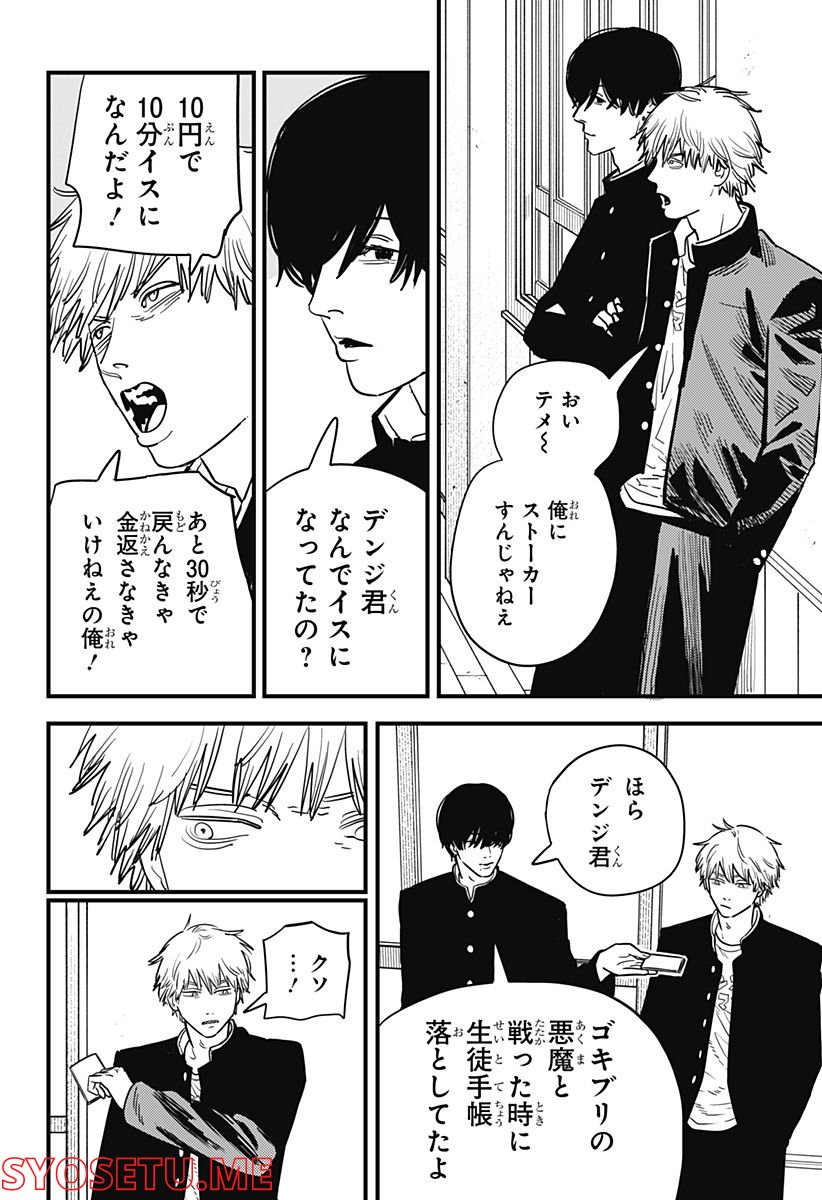 おい
テメ〜
俺に
ストーカー
すんじゃねえ
デンジ君
なんでイスに
なってたの?
10円で
10分イスに
なんだよ!
あと30秒で
戻んなきゃ
金返さなきゃ
いけねえの俺!
ほら
デンジ君
ゴキブリの
悪魔と
戦った時に
生徒手帳
落としてたよ
クソ
…!
SYOSETU.ME